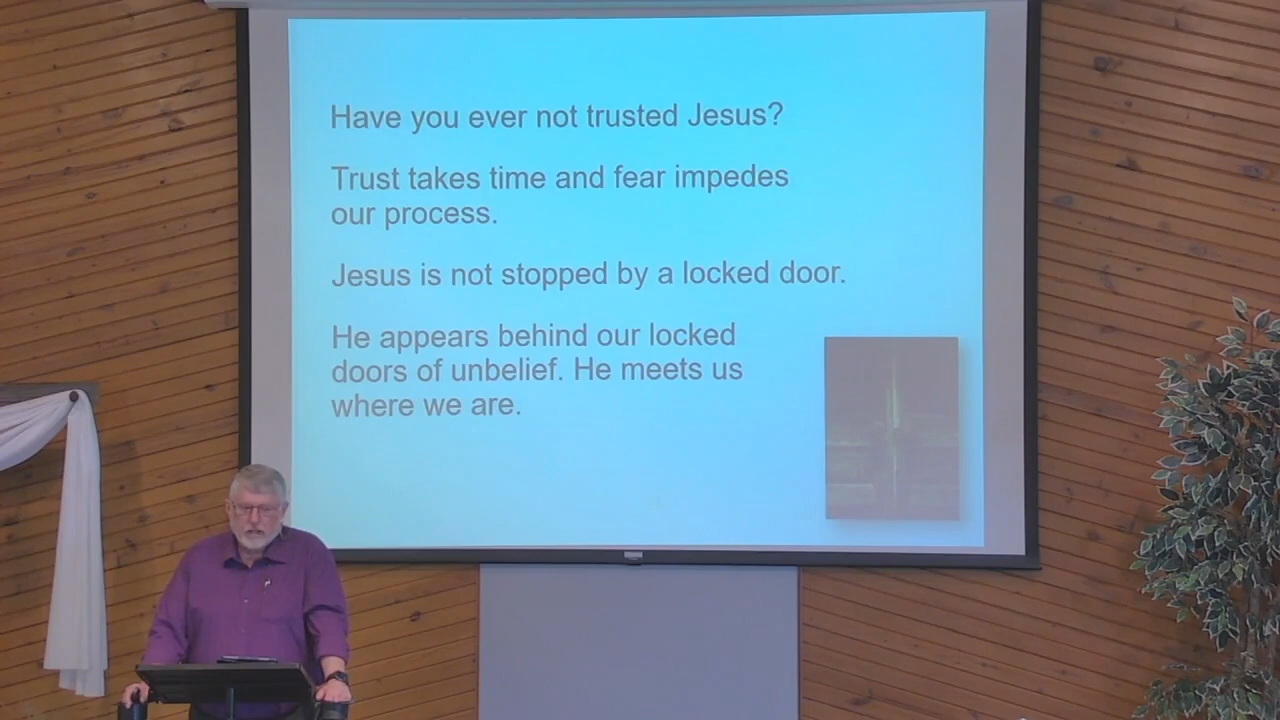 Have you ever not trusted Jesus?
Trust takes time and fear impedes
our process.
Jesus is not stopped by a locked door.
He appears behind our locked
doors of unbelief. He meets us
where we are.